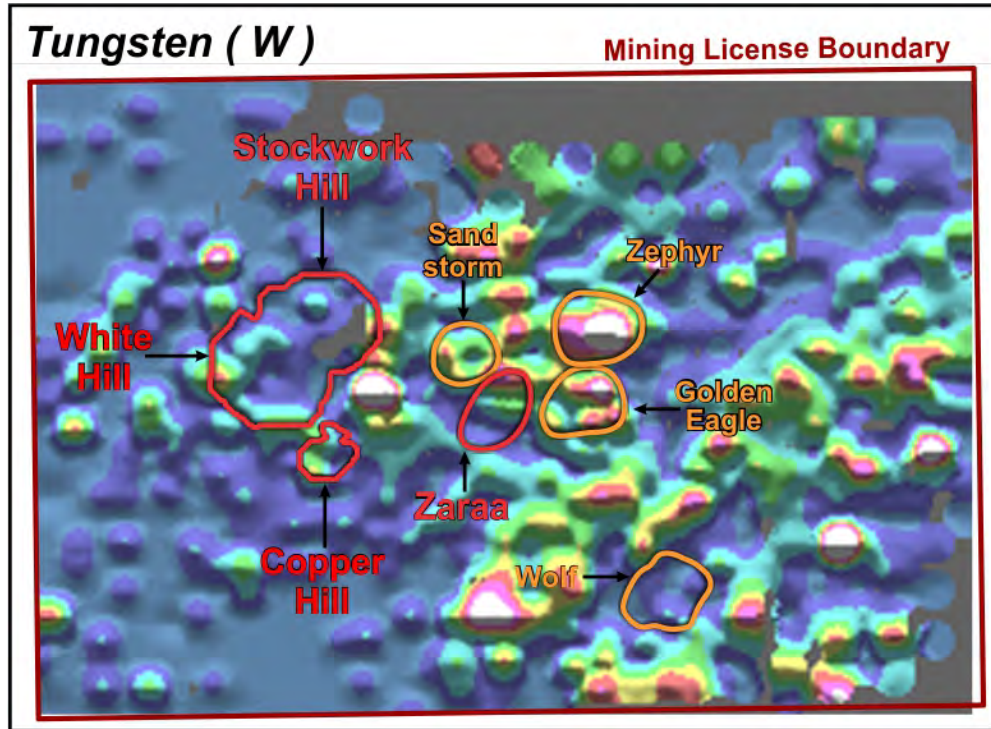 Tungsten ( W )
Mining License Boundary
Stockwork
Hill
Sand
storm
Zephyr
White
Hill
Golden
Eagle
Zaraa
Copper
Hill
Wolf